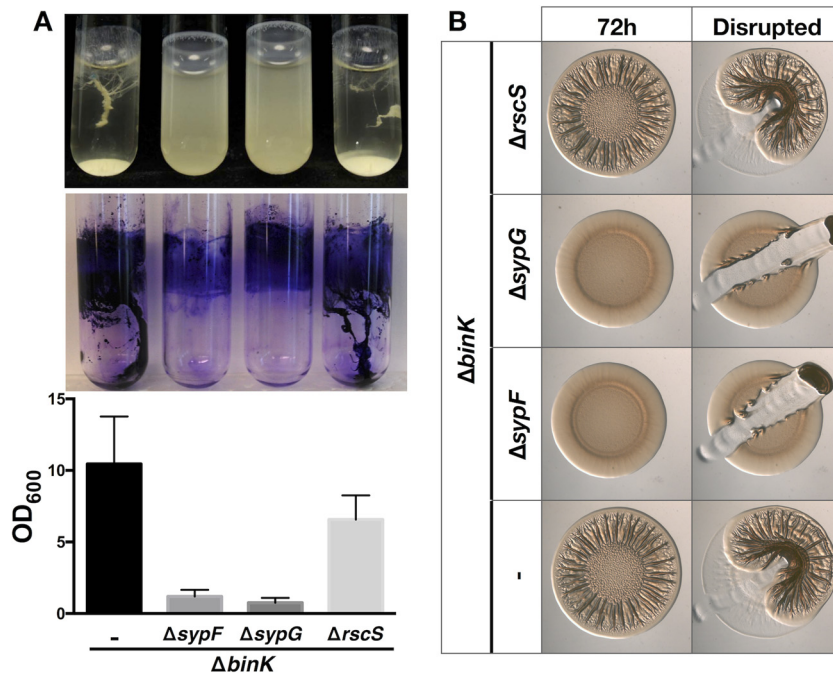 A
15
10
5
0
OD600
- ΔsypF ΔsypG ΔrscS
ΔbinK
B
72h Disrupted
ΔbinK
ΔrscS
ΔsypG
ΔsypF
-